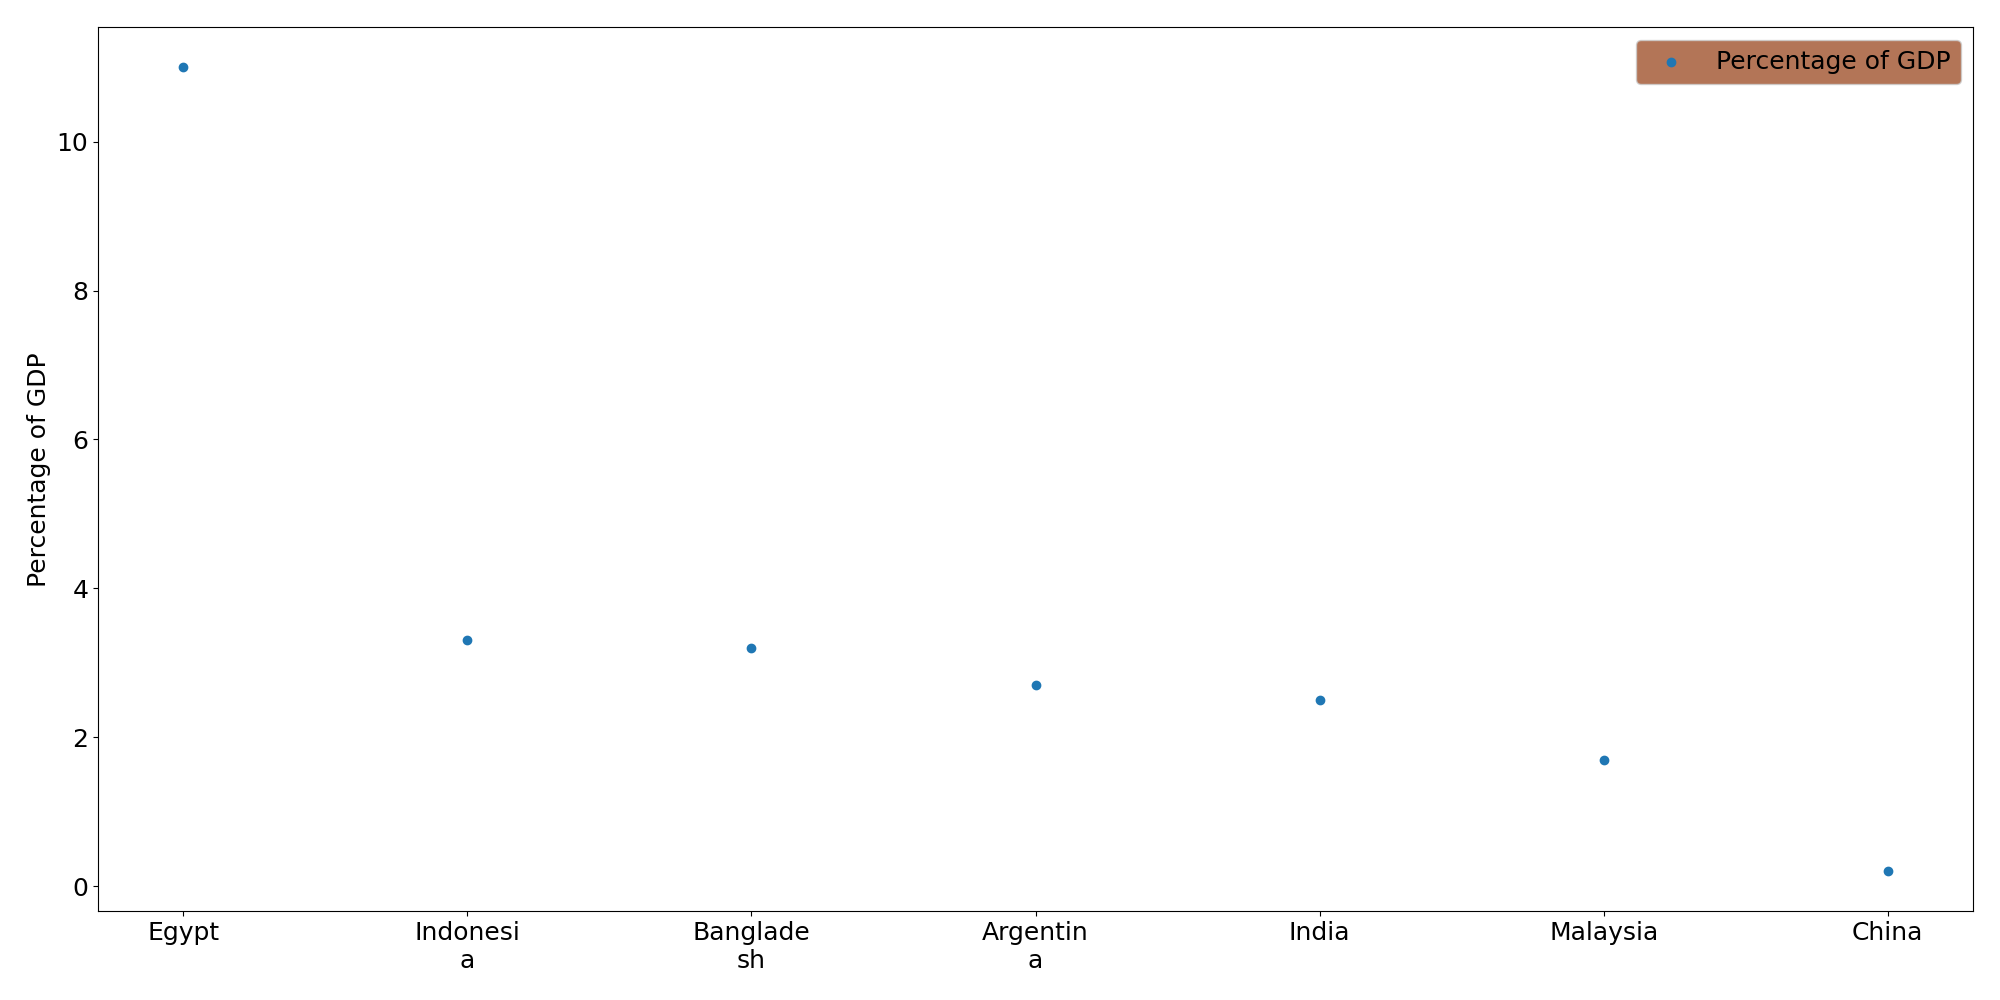 Percentage of GDP
Percentage of GDP
10
8
6
4
2
0
Egypt
Indonesi
a
Banglade
sh
Argentin
a
India
Malaysia
China